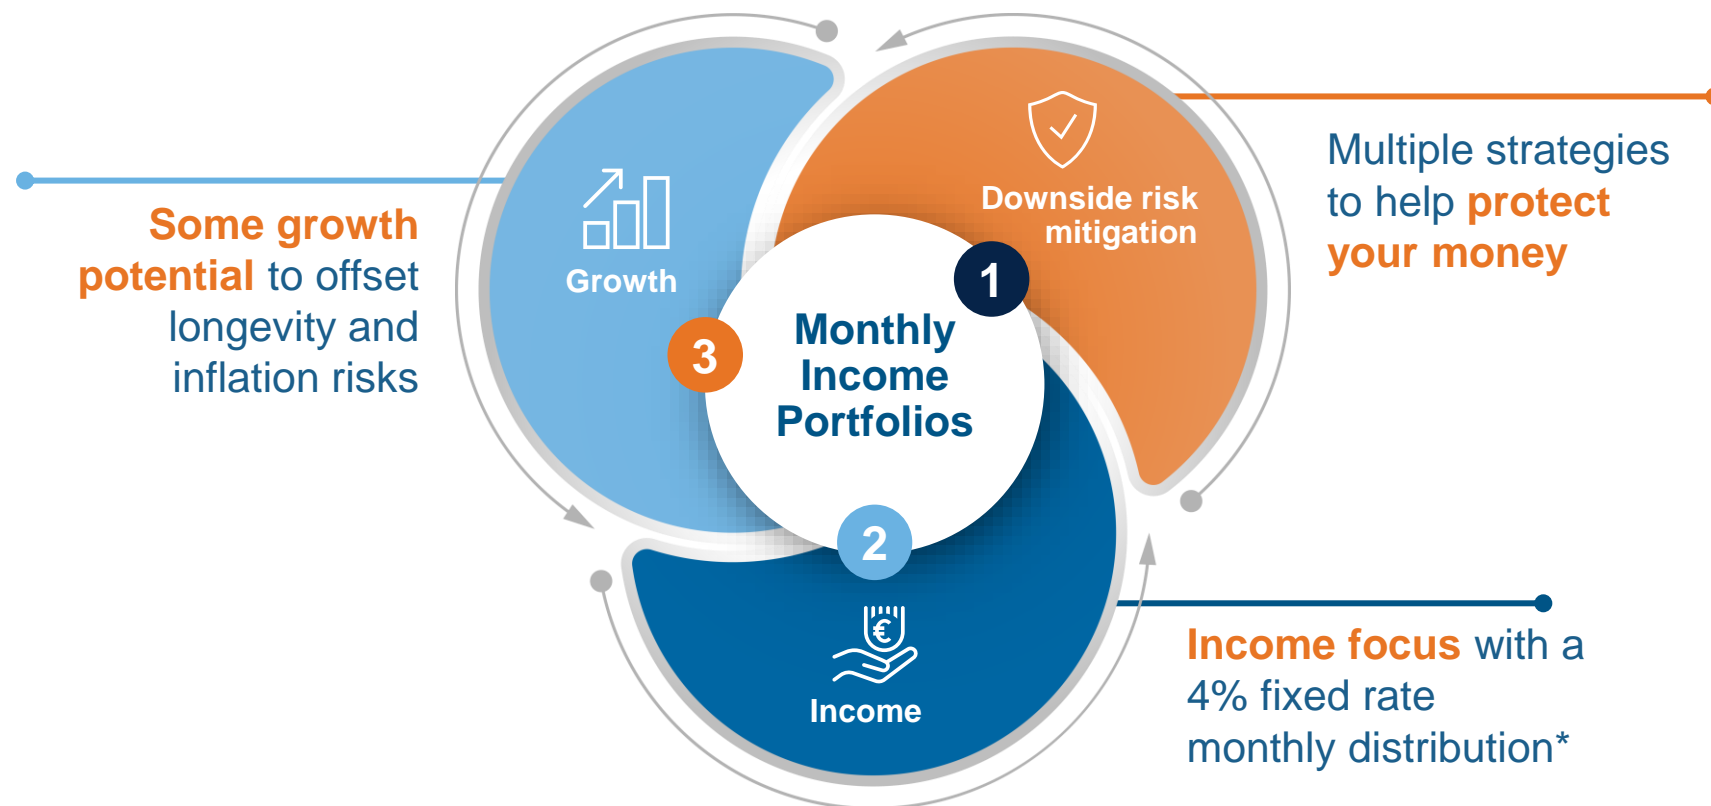 Downside risk
mitigation
1
Multiple strategies
to help protect
your money
Growth
3
Some growth
potential to offset
longevity and
inflation risks
Monthly
Income
Portfolios
2
€
Income
Income focus with a
4% fixed rate
monthly distribution*